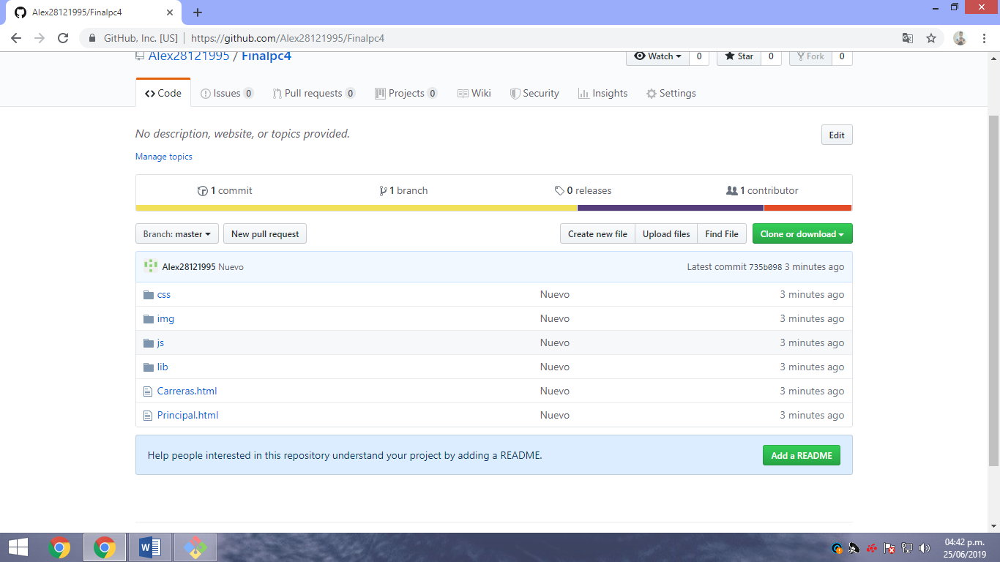 Alex28121995/Finalpc4
GitHub, Inc. [US] https://github.com/Alex28121995/Finalpc4
Alex28121995 / Finalpc4 Watch 0 Star 0 Fork 0
Code Issues 0 Pull requests 0 Projects 0 Wiki Security Insights Settings
No description, website, or topics provided. Edit
Manage topics
1 commit 1 branch 0 releases 1 contributor
Branch: master New pull request Create new file Upload files Find File Clone or download
Alex28121995 Nuevo Latest commit 735b098 3 minutes ago
css Nuevo 3 minutes ago
img Nuevo 3 minutes ago
js Nuevo 3 minutes ago
lib Nuevo 3 minutes ago
Carreras.html Nuevo 3 minutes ago
Principal.html Nuevo 3 minutes ago
Help people interested in this repository understand your project by adding a README. Add a README
04:42 p.m.
25/06/2019